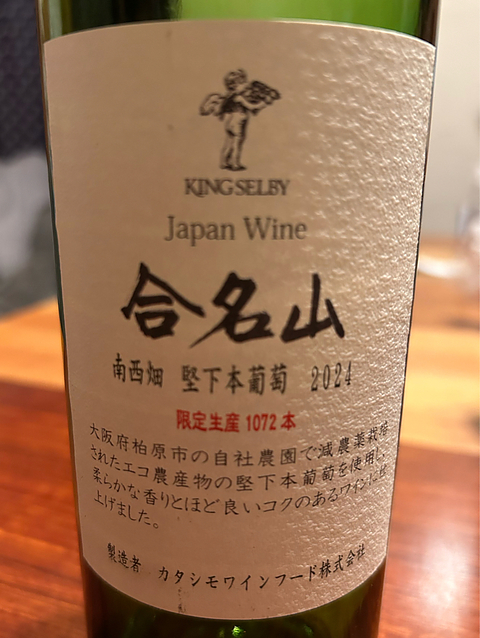 KINGSELBY
Japan Wine
合名山
南西畑 堅下本葡萄 2024
限定生産1072本
大阪府柏原市の自社農園で減農薬栽培
されたエコ農産物の堅下本葡萄を使用し、
柔らかな香りとほど良いコクのあるワインに仕
上げました。
製造者 カタシモワインフード株式会社